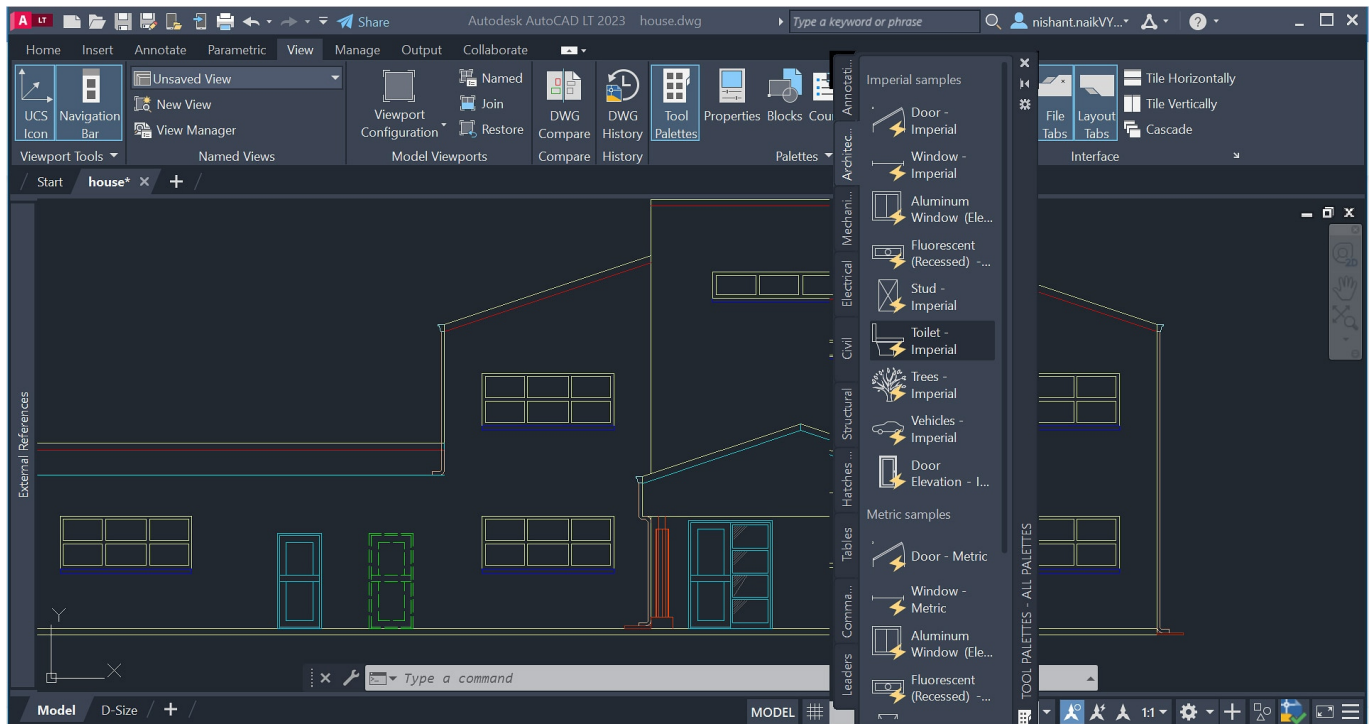 A LT
Share
Autodesk AutoCAD LT 2023 house.dwg
Type a keyword or phrase
nishant.naikVY...
Home Insert Annotate Parametric View Manage Output Collaborate
UCS
Icon
Navigation
Bar
Viewport Tools
Unsaved View
New View
View Manager
Named Views
Viewport
Configuration
Named
Join
Restore
Model Viewports
DWG
Compare
Compare
DWG
History
History
Tool
Palettes
Properties
Blocks
Palettes
File
Tabs
Layout
Tabs
Tile Horizontally
Tile Vertically
Cascade
Interface
Start house*
External References
Annotati...
Architec...
Mechani...
Electrical
Civil
Structural
Hatches ...
Tables
Comma...
Leaders
Imperial samples
Door -
Imperial
Window -
Imperial
Aluminum
Window (Ele...
Fluorescent
(Recessed) -...
Stud -
Imperial
Toilet -
Imperial
Trees -
Imperial
Vehicles -
Imperial
Door
Elevation - I...
Metric samples
Door - Metric
Window -
Metric
Aluminum
Window (Ele...
Fluorescent
(Recessed) -...
TOOL PALETTES - ALL PALETTES
2D
Y
X
Type a command
Model D-Size
MODEL
1:1